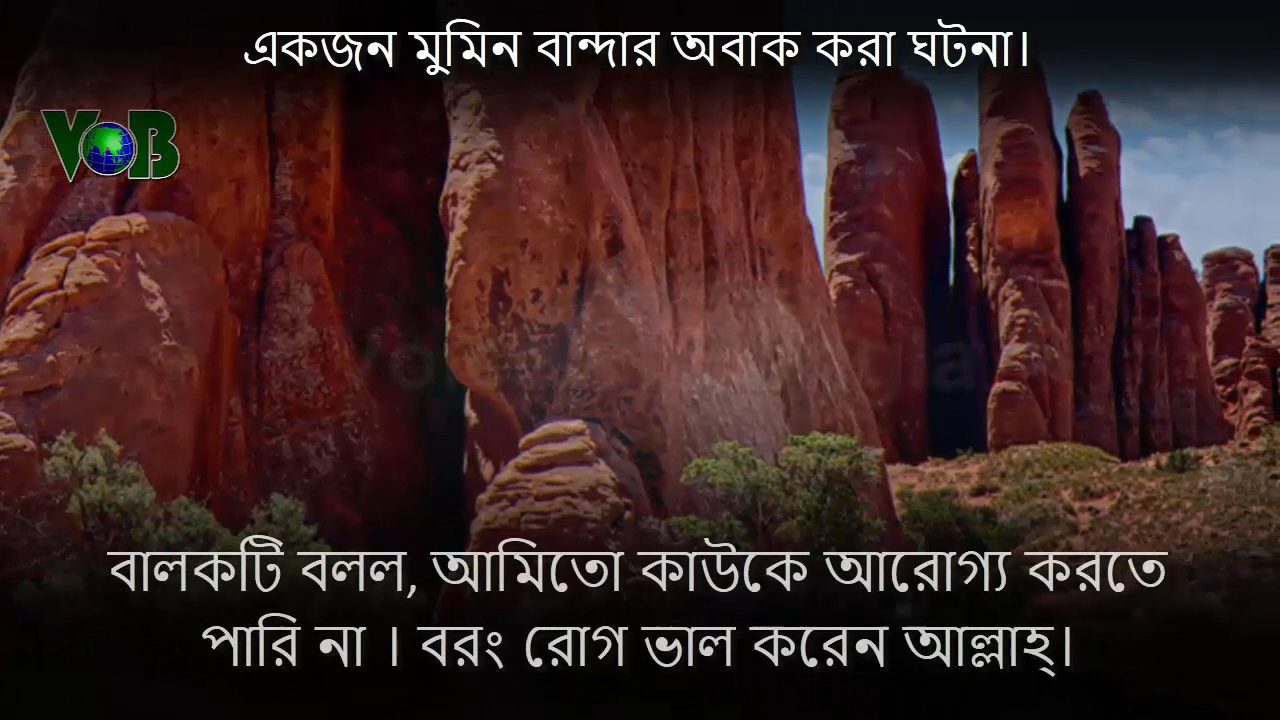 একজন মুমিন বান্দার অবাক করা ঘটনা।
VOB
বালকটি বলল, আমিতো কাউকে আরোগ্য করতে
পারি না । বরং রোগ ভাল করেন আল্লাহ্।